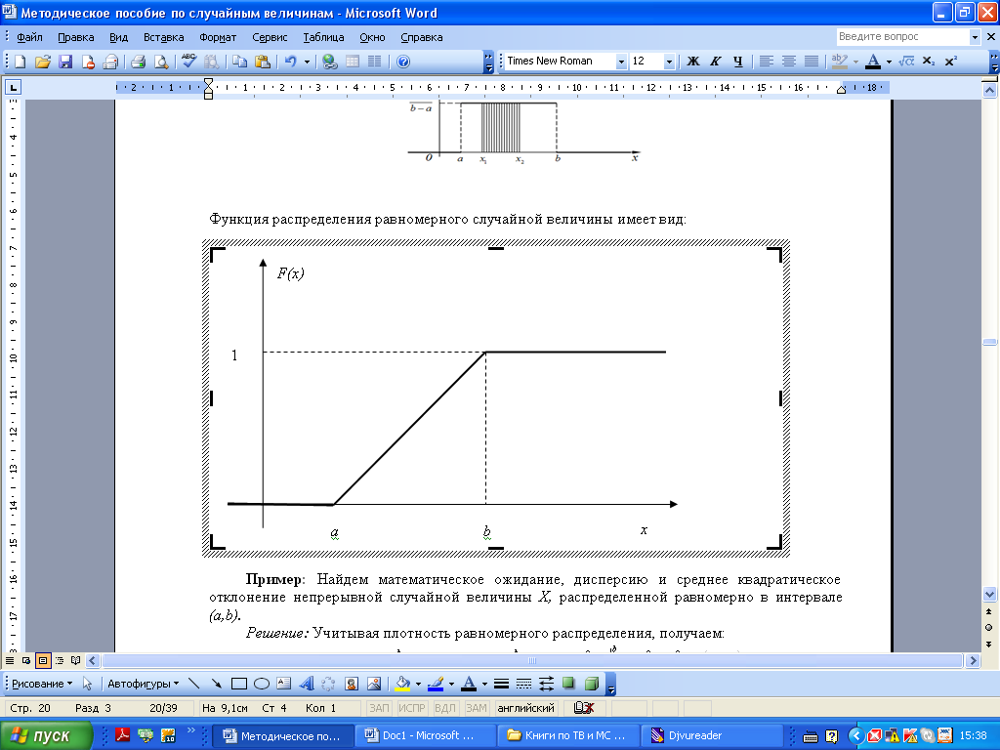 Методическое пособие по случайным величинам - Microsoft Word
Файл Правка Вид Вставка Формат Сервис Таблица Окно Справка Введите вопрос
Times New Roman 12 Ж К Ч
2 1 1 2 3 4 5 6 7 8 9 10 11 12 13 14 15 16 18
b – a
0 a x1 x2 b x
Функция распределения равномерного случайной величины имеет вид:
F(x)
1
a b x
Пример: Найдем математическое ожидание, дисперсию и среднее квадратическое
отклонение непрерывной случайной величины X, распределенной равномерно в интервале
(a,b).
Решение: Учитывая плотность равномерного распределения, получаем:
Рисование Автофигуры
Стр. 20 Разд 3 20/39 На 9,1см Ст 4 Кол 1 ЗАП ИСПР ВДЛ ЗАМ английский
пуск Методическое по... Doc1 - Microsoft ... Книги по ТВ и МС ... Djvureader 15:38